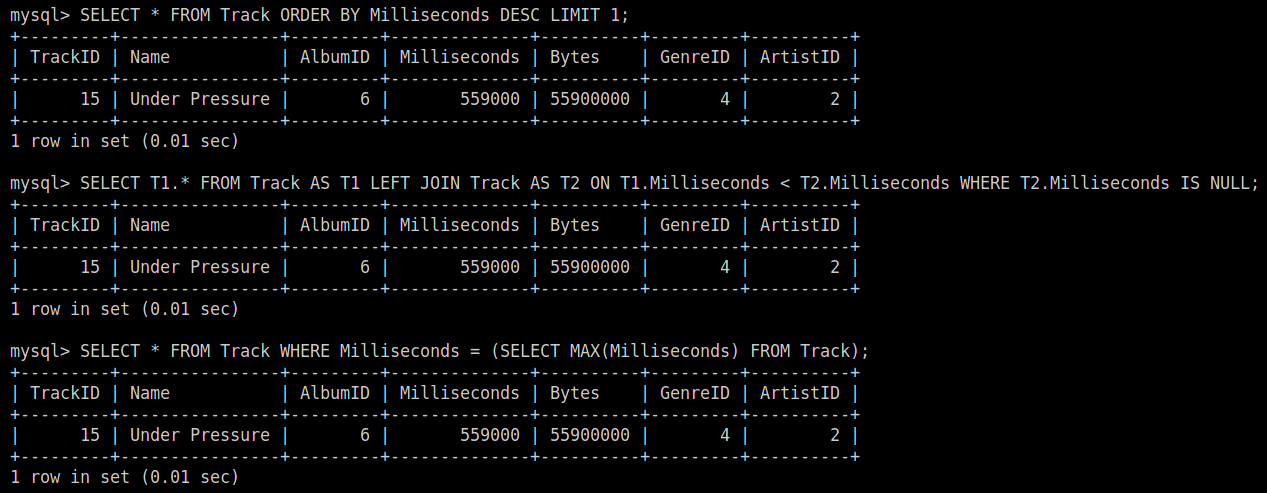 mysql> SELECT * FROM Track ORDER BY Milliseconds DESC LIMIT 1;
+---------+----------------+---------+--------------+----------+---------+----------+
| TrackID | Name           | AlbumID | Milliseconds | Bytes    | GenreID | ArtistID |
+---------+----------------+---------+--------------+----------+---------+----------+
|      15 | Under Pressure |       6 |       559000 | 55900000 |       4 |        2 |
+---------+----------------+---------+--------------+----------+---------+----------+
1 row in set (0.01 sec)

mysql> SELECT T1.* FROM Track AS T1 LEFT JOIN Track AS T2 ON T1.Milliseconds < T2.Milliseconds WHERE T2.Milliseconds IS NULL;
+---------+----------------+---------+--------------+----------+---------+----------+
| TrackID | Name           | AlbumID | Milliseconds | Bytes    | GenreID | ArtistID |
+---------+----------------+---------+--------------+----------+---------+----------+
|      15 | Under Pressure |       6 |       559000 | 55900000 |       4 |        2 |
+---------+----------------+---------+--------------+----------+---------+----------+
1 row in set (0.01 sec)

mysql> SELECT * FROM Track WHERE Milliseconds = (SELECT MAX(Milliseconds) FROM Track);
+---------+----------------+---------+--------------+----------+---------+----------+
| TrackID | Name           | AlbumID | Milliseconds | Bytes    | GenreID | ArtistID |
+---------+----------------+---------+--------------+----------+---------+----------+
|      15 | Under Pressure |       6 |       559000 | 55900000 |       4 |        2 |
+---------+----------------+---------+--------------+----------+---------+----------+
1 row in set (0.01 sec)